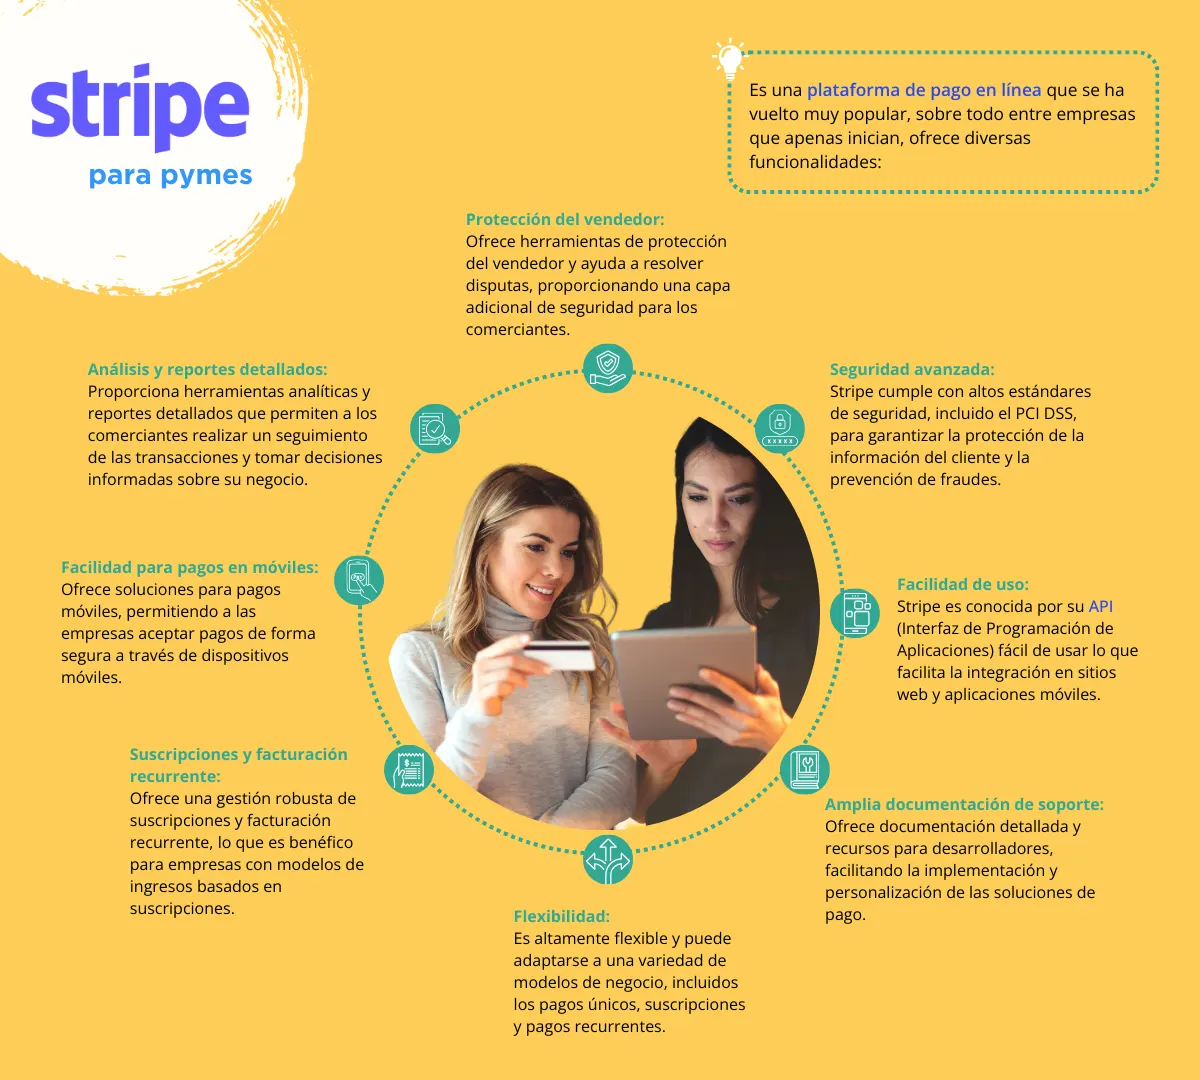 stripe
para pymes
Es una plataforma de pago en línea que se ha
vuelto muy popular, sobre todo entre empresas
que apenas inician, ofrece diversas
funcionalidades:
Protección del vendedor:
Ofrece herramientas de protección
del vendedor y ayuda a resolver
disputas, proporcionando una capa
adicional de seguridad para los
comerciantes.
Análisis y reportes detallados:
Proporciona herramientas analíticas y
reportes detallados que permiten a los
comerciantes realizar un seguimiento
de las transacciones y tomar decisiones
informadas sobre su negocio.
Seguridad avanzada:
Stripe cumple con altos estándares
de seguridad, incluido el PCI DSS,
para garantizar la protección de la
información del cliente y la
prevención de fraudes.
xxxxx
Facilidad para pagos en móviles:
Ofrece soluciones para pagos
móviles, permitiendo a las
empresas aceptar pagos de forma
segura a través de dispositivos
móviles.
Facilidad de uso:
Stripe es conocida por su API
(Interfaz de Programación de
Aplicaciones) fácil de usar lo que
facilita la integración en sitios
web y aplicaciones móviles.
Suscripciones y facturación
recurrente:
Ofrece una gestión robusta de
suscripciones y facturación
recurrente, lo que es benéfico
para empresas con modelos de
ingresos basados en
suscripciones.
$
Amplia documentación de soporte:
Ofrece documentación detallada y
recursos para desarrolladores,
facilitando la implementación y
personalización de las soluciones de
pago.
Flexibilidad:
Es altamente flexible y puede
adaptarse a una variedad de
modelos de negocio, incluidos
los pagos únicos, suscripciones
y pagos recurrentes.